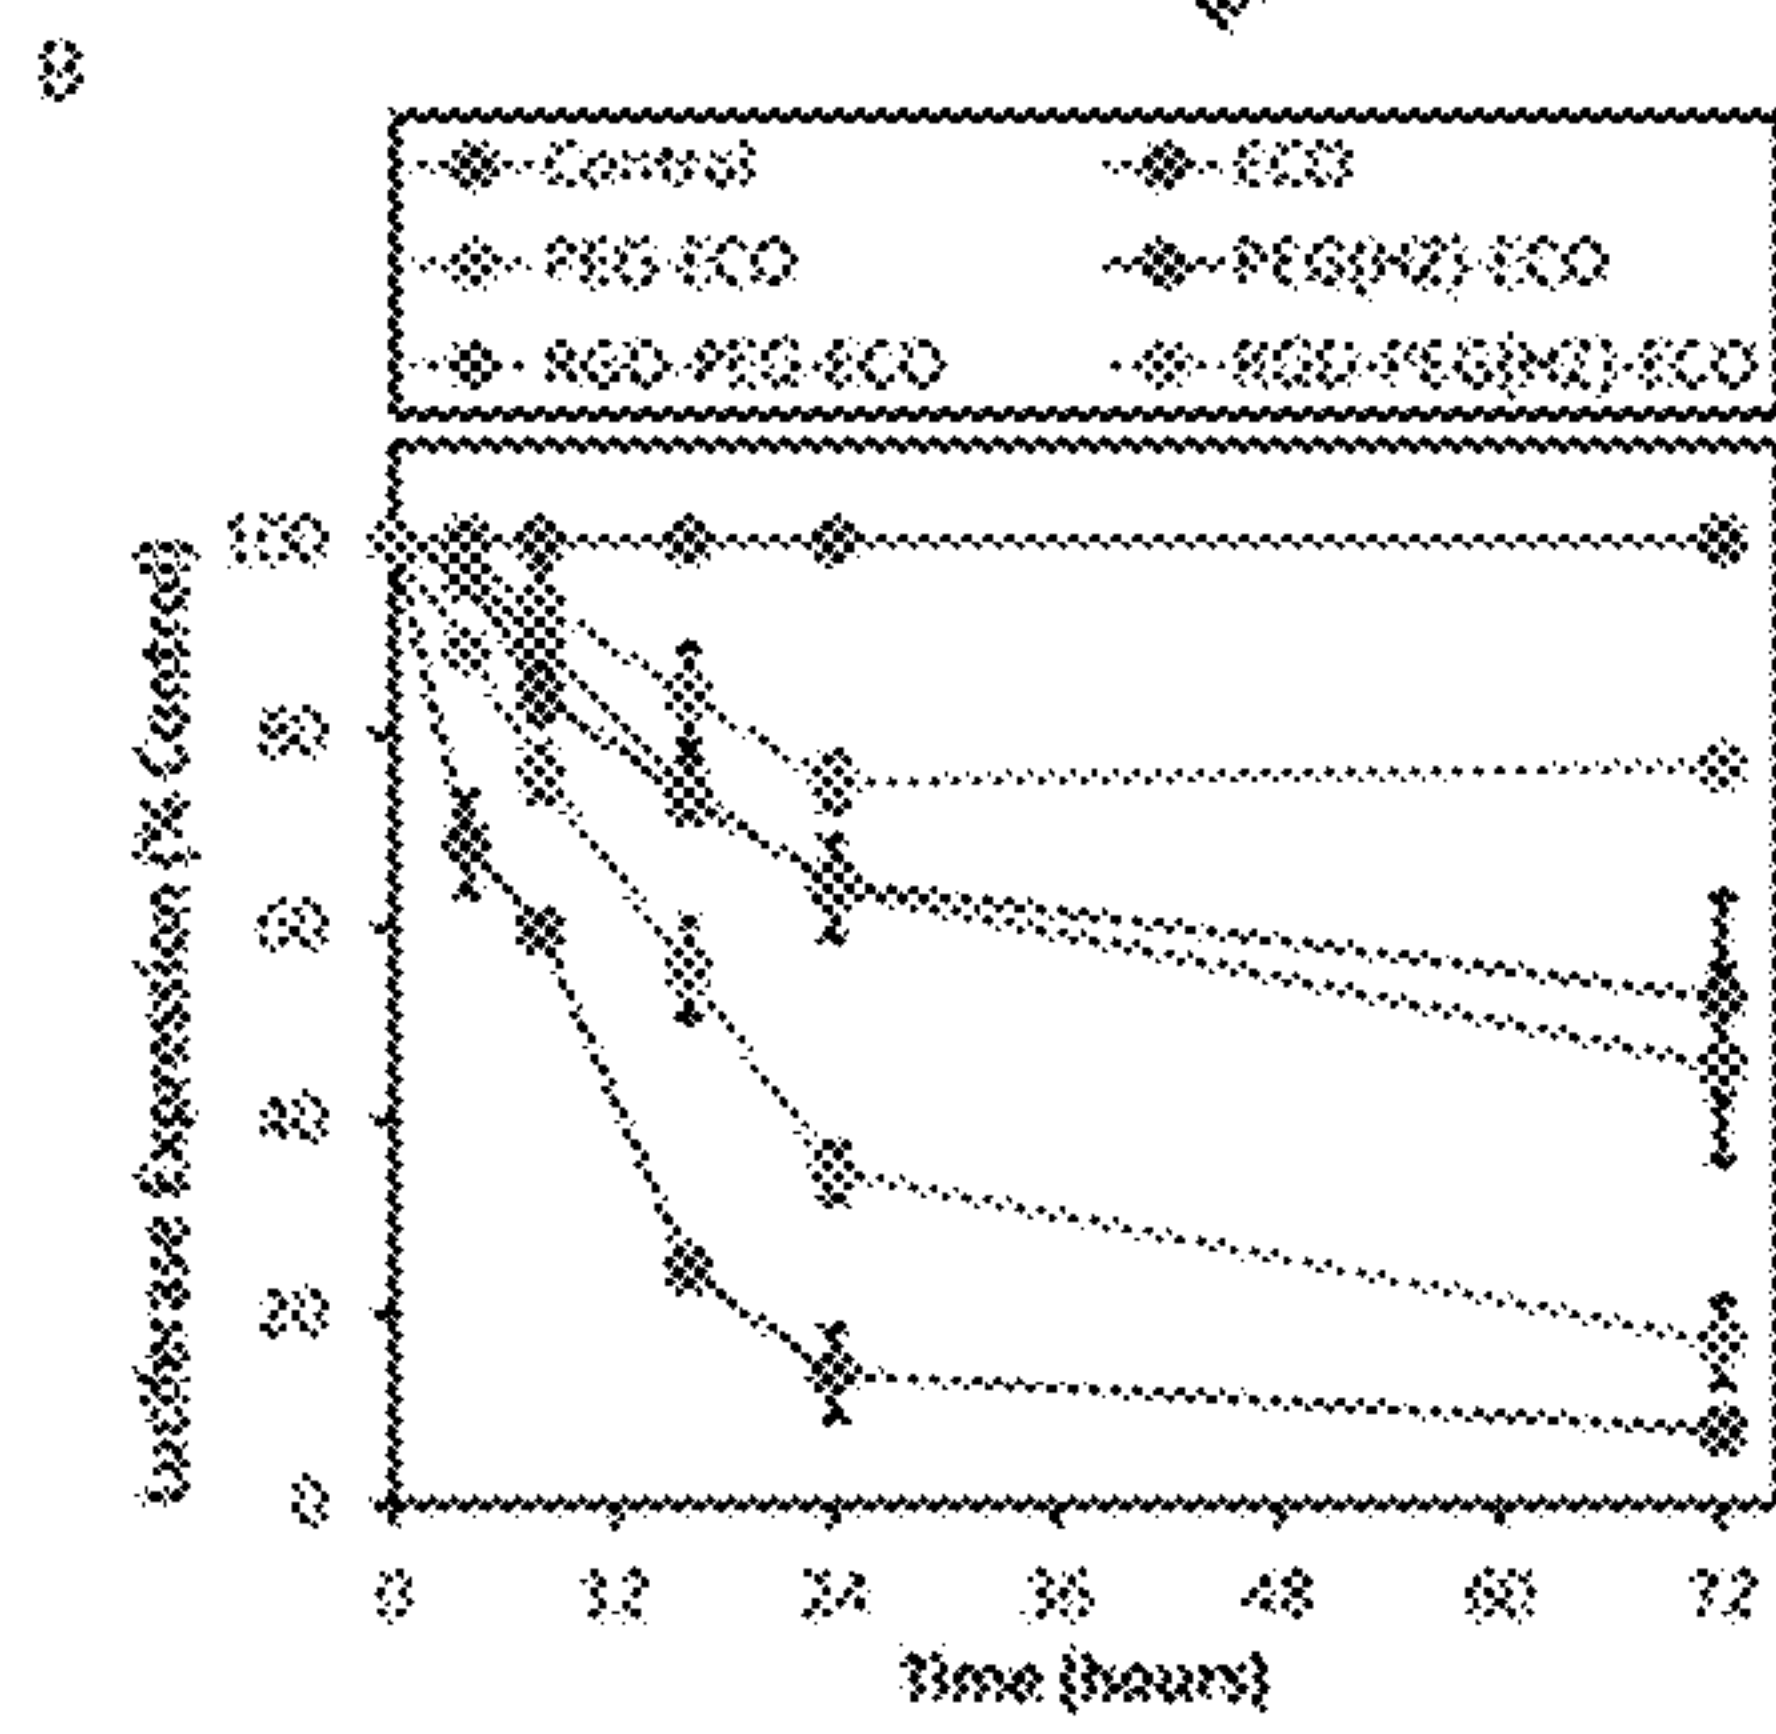 B
Control
ECO
PEG-ECO
PEG(HZ)-ECO
RGD-PEG-ECO
RGD-PEG(HZ)-ECO
Luciferase Expression (% Control)
100
80
60
40
20
0
0 12 24 36 48 60 72
Time (hours)